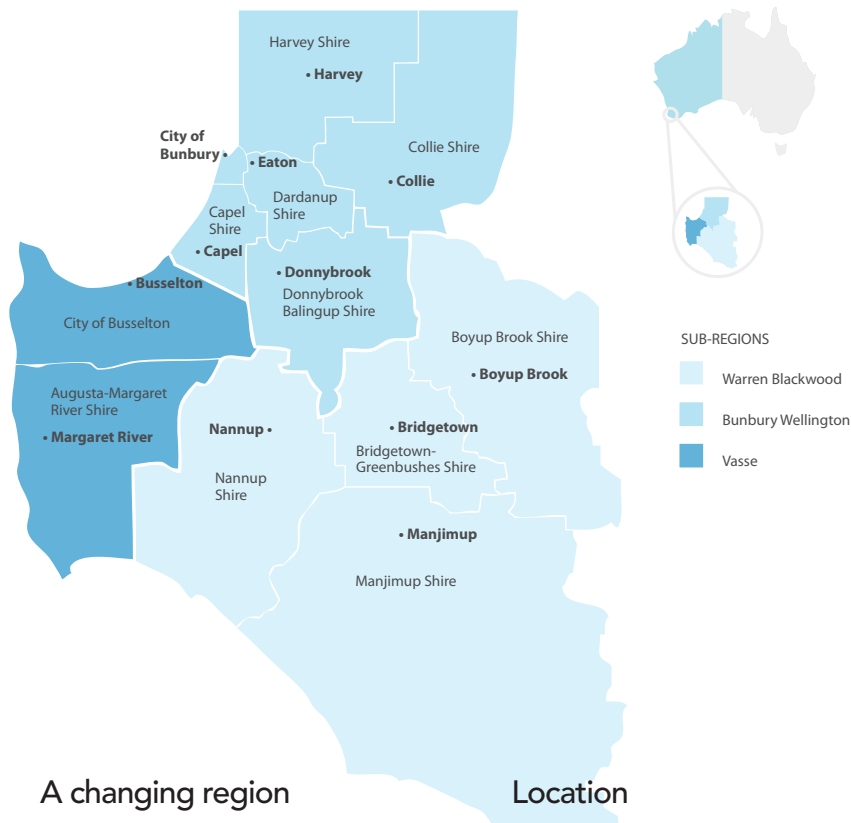 Harvey Shire
• Harvey
City of
Bunbury •
• Eaton
Collie Shire
• Collie
Dardanup
Shire
Capel
Shire
• Capel
• Busselton
City of Busselton
• Donnybrook
Donnybrook
Balingup Shire
Boyup Brook Shire
• Boyup Brook
Augusta-Margaret
River Shire
• Margaret River
Nannup •
Nannup
Shire
• Bridgetown
Bridgetown-
Greenbushes Shire
• Manjimup
Manjimup Shire
SUB-REGIONS
Warren Blackwood
Bunbury Wellington
Vasse
A changing region
Location